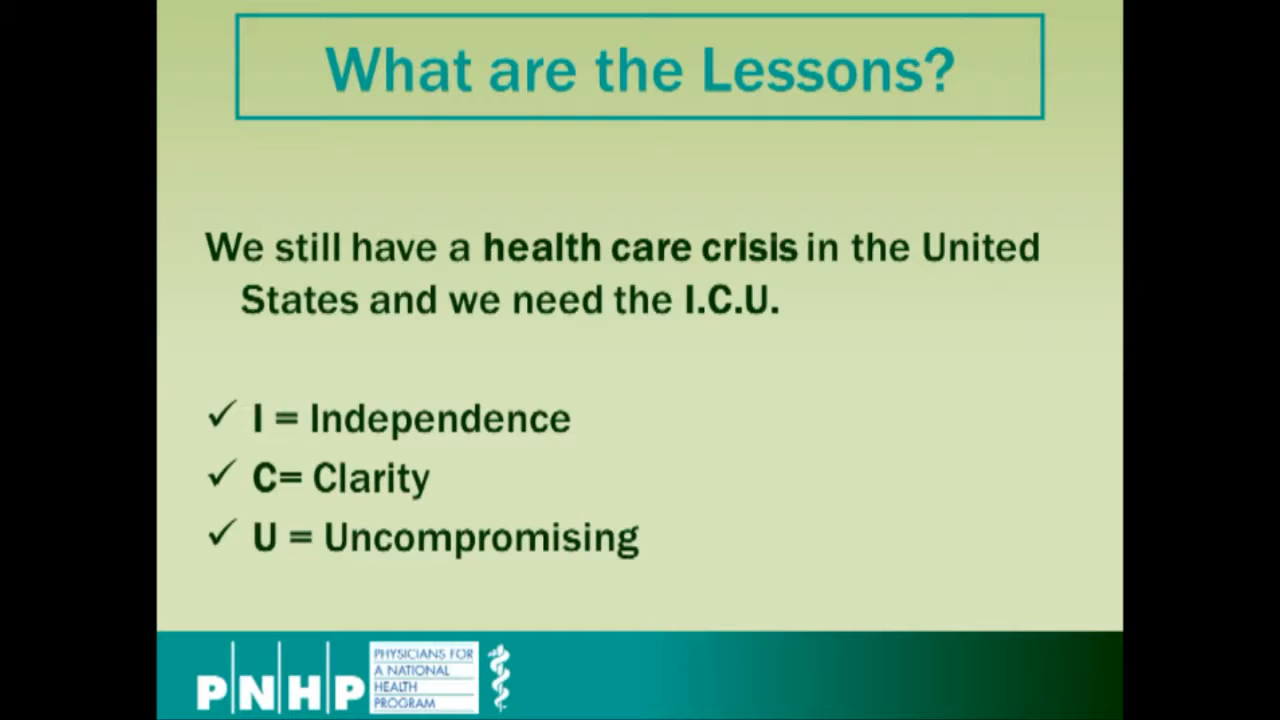 What are the Lessons?
We still have a health care crisis in the United
States and we need the I.C.U.
✓ I = Independence
✓ C= Clarity
✓ U = Uncompromising
PNHP
PHYSICIANS FOR
A NATIONAL
HEALTH
PROGRAM